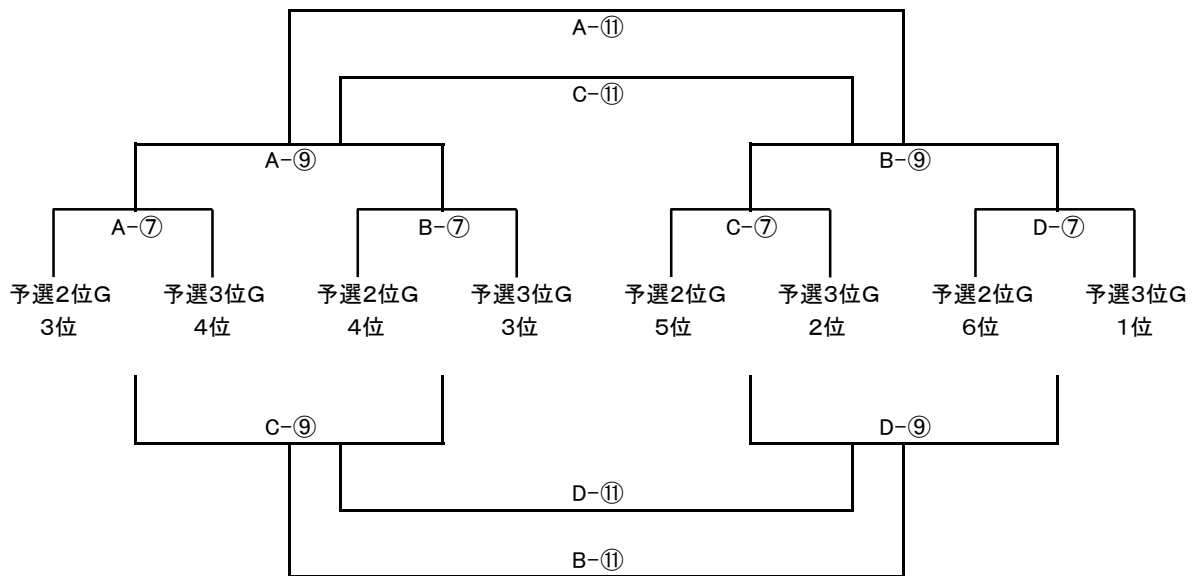 A-⑪
C-⑪
A-⑨
B-⑨
A-⑦
B-⑦
C-⑦
D-⑦
予選2位G
3位
予選3位G
4位
予選2位G
4位
予選3位G
3位
予選2位G
5位
予選3位G
2位
予選2位G
6位
予選3位G
1位
C-⑨
D-⑨
D-⑪
B-⑪